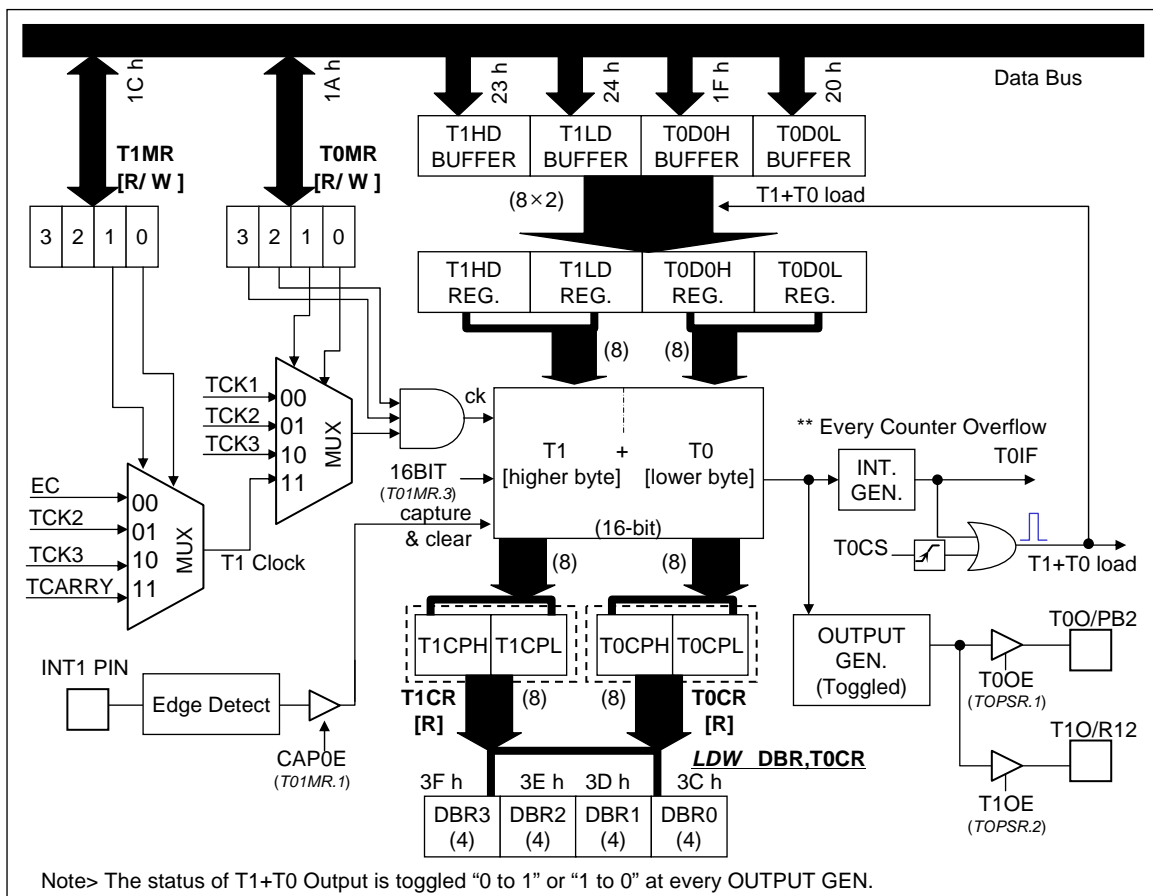 Data Bus
1C h
1A h
23 h
24 h
1F h
20 h
T1MR
[R/ W ]
T0MR
[R/ W ]
T1HD
BUFFER
T1LD
BUFFER
T0D0H
BUFFER
T0D0L
BUFFER
(8×2)
T1+T0 load
3 2 1 0
3 2 1 0
T1HD
REG.
T1LD
REG.
T0D0H
REG.
T0D0L
REG.
(8)
(8)
TCK1
TCK2
TCK3
00
01
10
11
MUX
ck
EC
TCK2
TCK3
TCARRY
00
01
10
11
MUX
T1 Clock
16BIT
(T01MR.3)
capture
& clear
T1 + T0
[higher byte] [lower byte]
(16-bit)
** Every Counter Overflow
INT.
GEN.
T0IF
T0CS
T1+T0 load
(8)
(8)
T1CPH T1CPL
T0CPH T0CPL
OUTPUT
GEN.
(Toggled)
T0O/PB2
T0OE
(TOPSR.1)
T1O/R12
T1OE
(TOPSR.2)
INT1 PIN
Edge Detect
CAP0E
(T01MR.1)
T1CR
[R]
(8)
(8)
T0CR
[R]
LDW DBR,T0CR
3F h 3E h 3D h 3C h
DBR3
(4)
DBR2
(4)
DBR1
(4)
DBR0
(4)
Note> The status of T1+T0 Output is toggled “0 to 1” or “1 to 0” at every OUTPUT GEN.